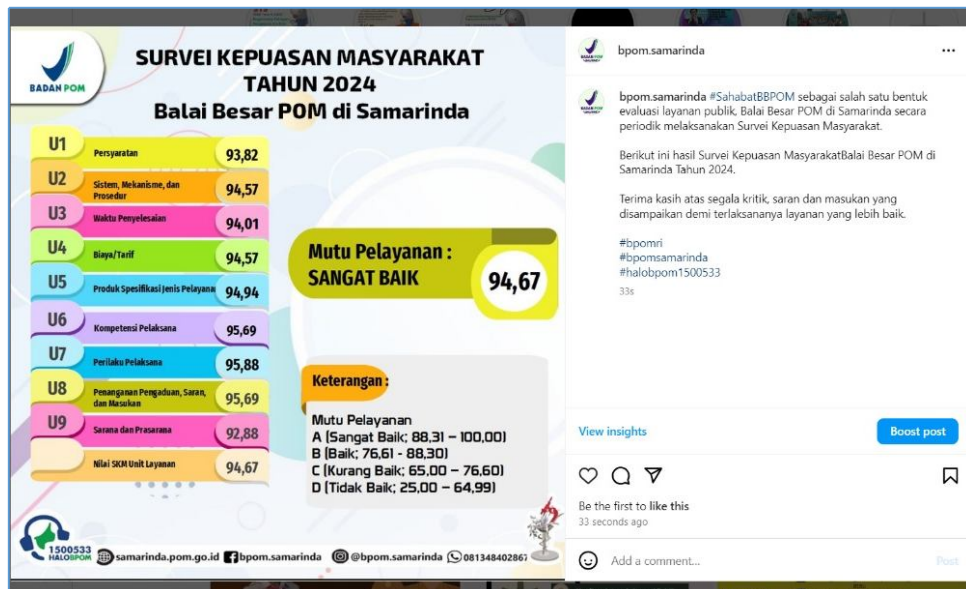 BADAN POM
SURVEI KEPUASAN MASYARAKAT
TAHUN 2024
Balai Besar POM di Samarinda
U1 Persyaratan 93,82
U2 Sistem, Mekanisme, dan
Prosedur 94,57
U3 Waktu Penyelesaian 94,01
U4 Biaya/Tarif 94,57
U5 Produk Spesifikasi Jenis Pelayana 94,94
U6 Kompetensi Pelaksana 95,69
U7 Perilaku Pelaksana 95,88
U8 Penanganan Pengaduan, Saran,
dan Masukan 95,69
U9 Sarana dan Prasarana 92,88
Nilai SKM Unit Layanan 94,67
Mutu Pelayanan :
SANGAT BAIK
94,67
Keterangan :
Mutu Pelayanan
A (Sangat Baik; 88,31 – 100,00)
B (Baik; 76,61 - 88,30)
C (Kurang Baik; 65,00 – 76,60)
D (Tidak Baik; 25,00 – 64,99)
1500533
HALOBPOM
samarinda.pom.go.id bpom.samarinda @bpom.samarinda 081348402867
bpom.samarinda
bpom.samarinda #SahabatBBPOM sebagai salah satu bentuk
evaluasi layanan publik, Balai Besar POM di Samarinda secara
periodik melaksanakan Survei Kepuasan Masyarakat.
Berikut ini hasil Survei Kepuasan MasyarakatBalai Besar POM di
Samarinda Tahun 2024.
Terima kasih atas segala kritik, saran dan masukan yang
disampaikan demi terlaksananya layanan yang lebih baik.
#bpomri
#bpomsamarinda
#halobpom1500533
33s
View insights
Boost post
Be the first to like this
33 seconds ago
Add a comment...
Post